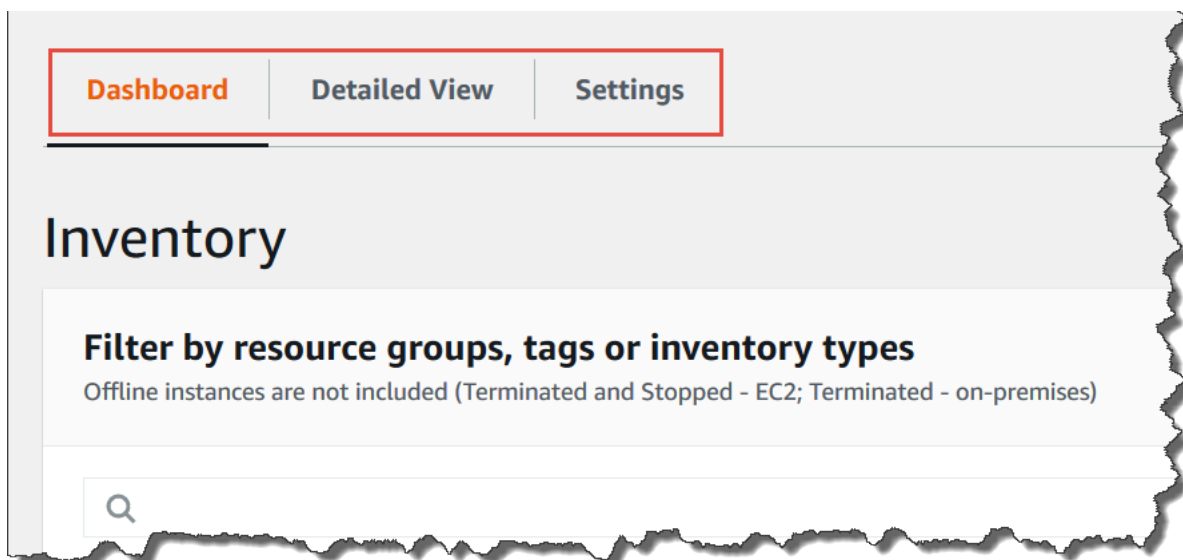 Dashboard Detailed View Settings
Inventory
Filter by resource groups, tags or inventory types
Offline instances are not included (Terminated and Stopped - EC2; Terminated - on-premises)